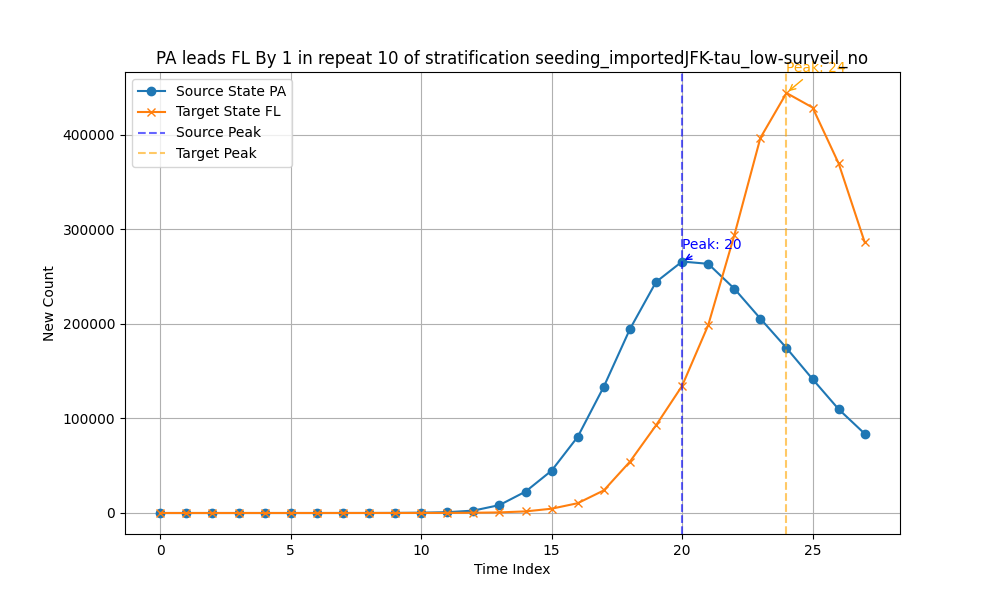 PA leads FL By 1 in repeat 10 of stratification seeding_importedJFK-tau_low-surveil_no
Peak: 24
Source State PA
Target State FL
Source Peak
Target Peak
Peak: 20
New Count
400000
300000
200000
100000
0
0 5 10 15 20 25
Time Index